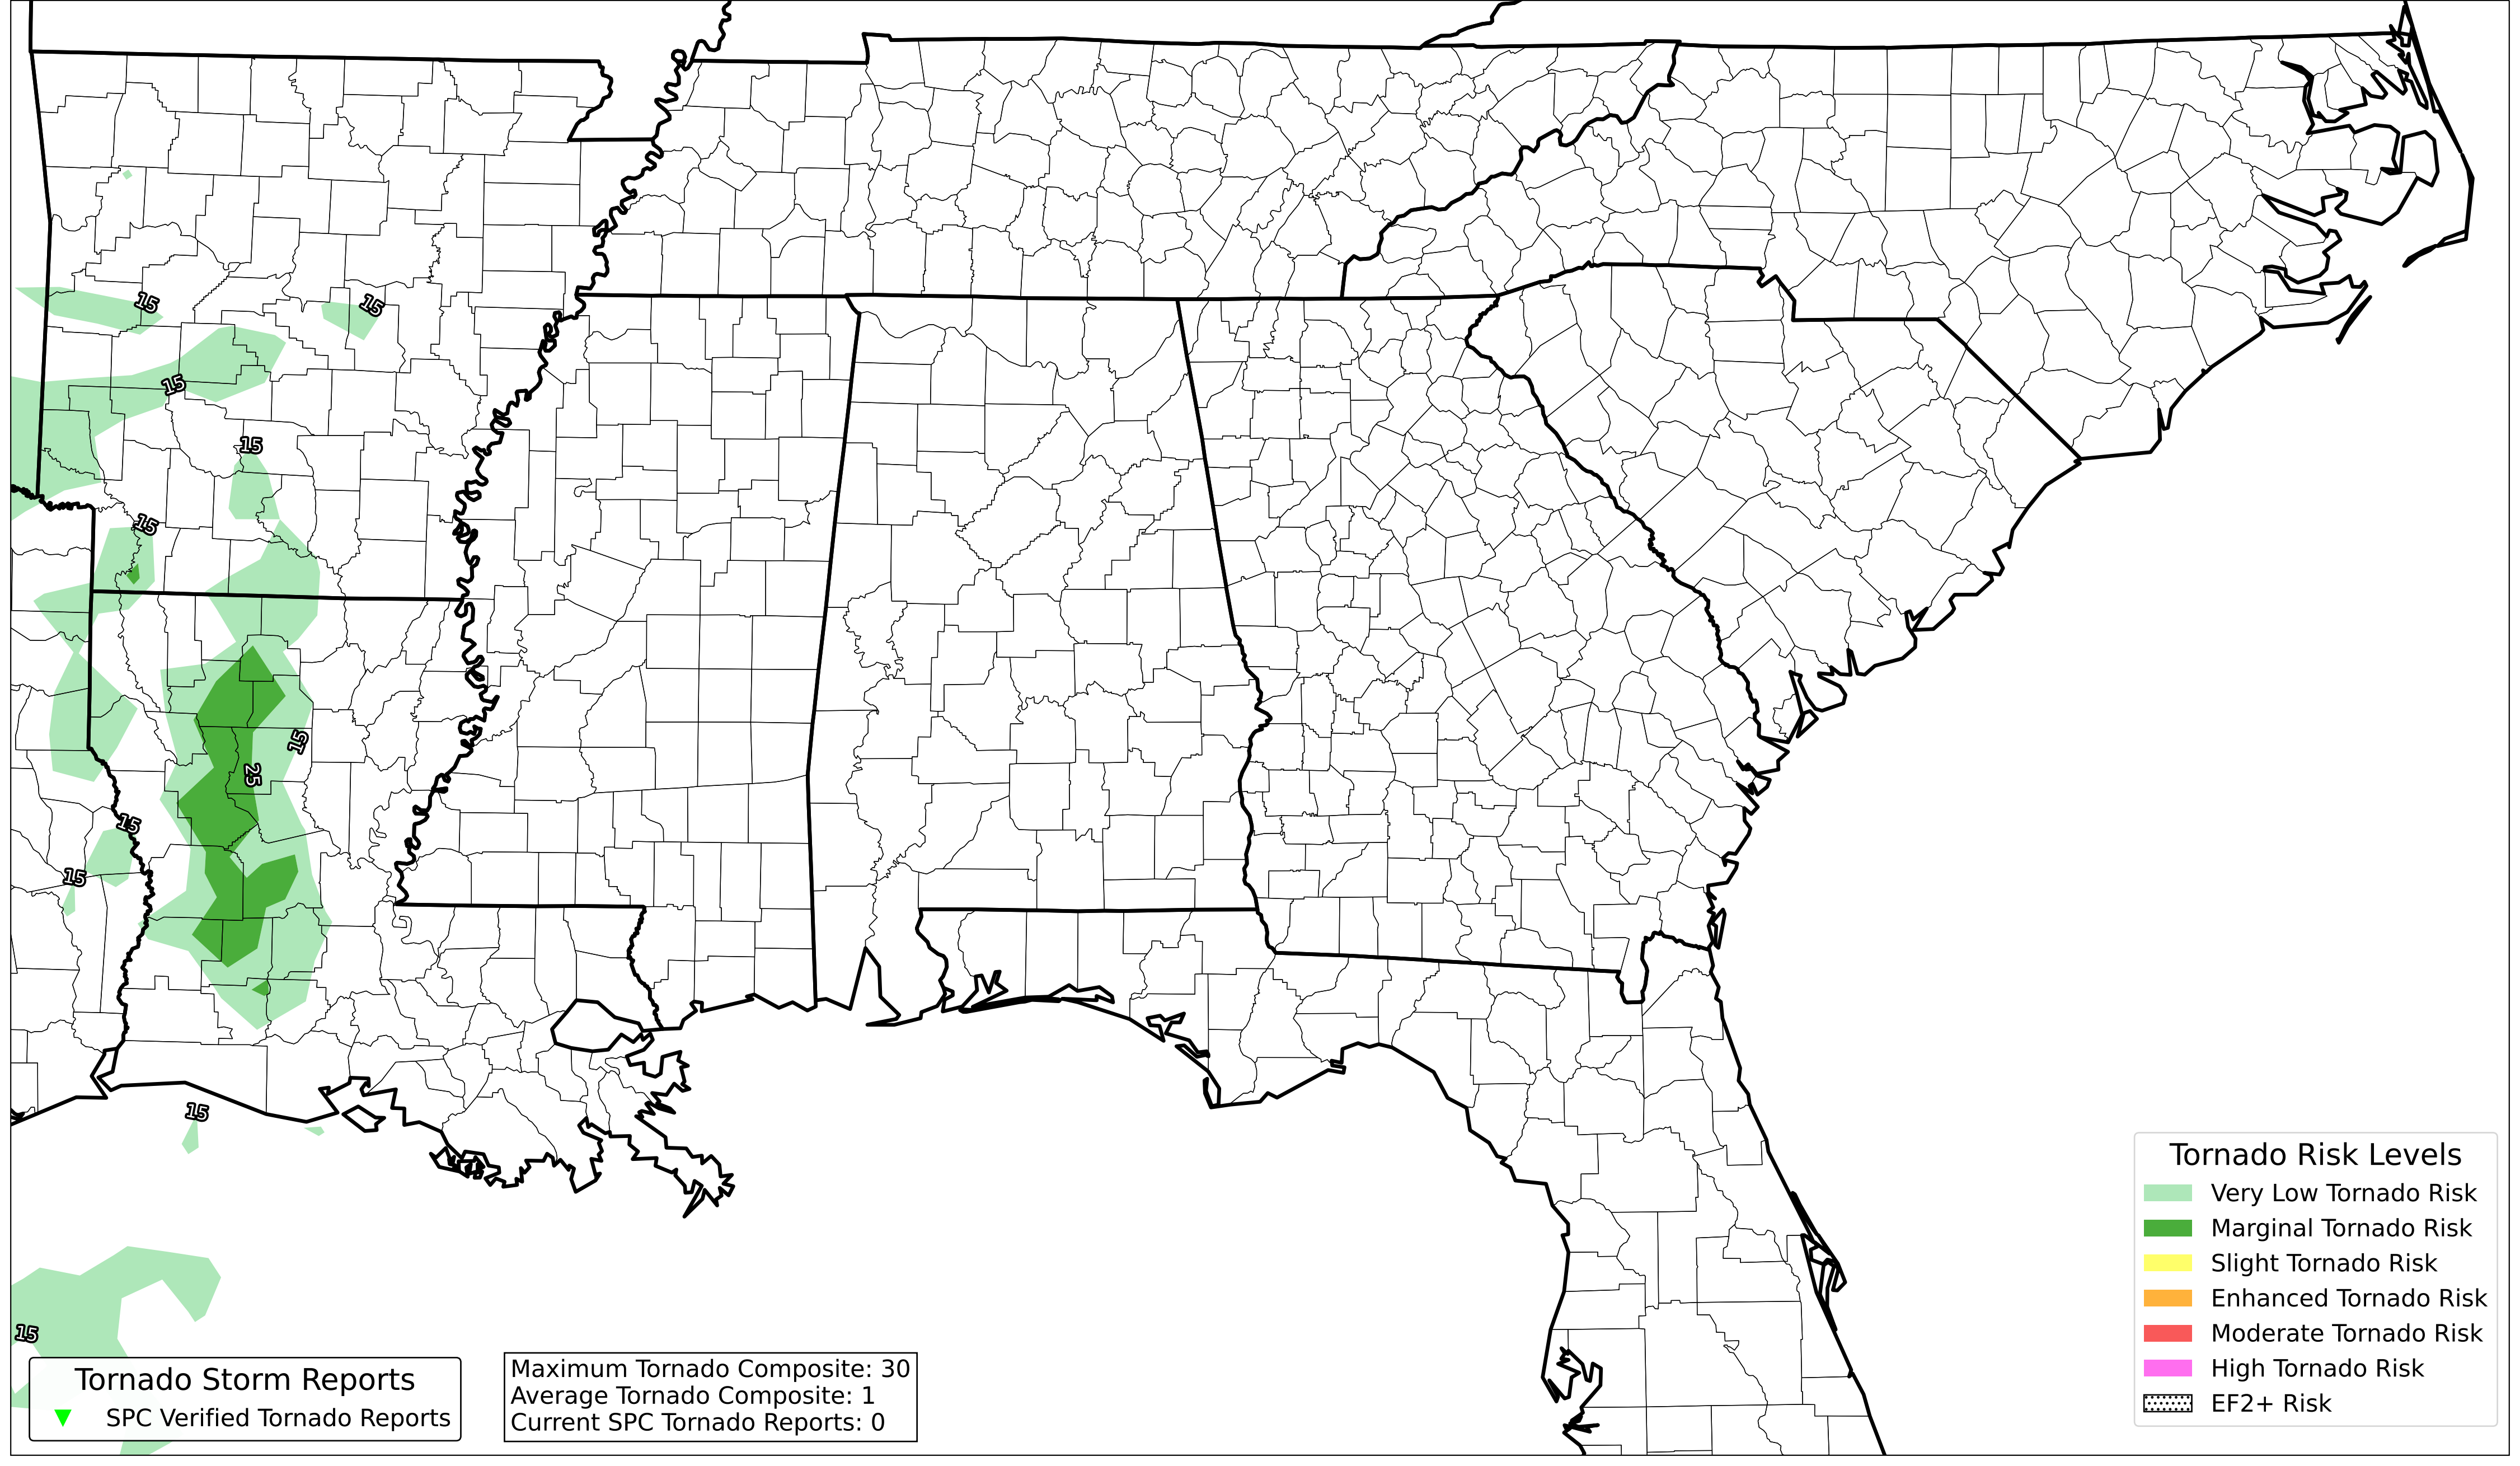 15
15
15
15
15
15
25
15
15
15
15
Tornado Storm Reports
SPC Verified Tornado Reports
Maximum Tornado Composite: 30
Average Tornado Composite: 1
Current SPC Tornado Reports: 0
Tornado Risk Levels
Very Low Tornado Risk
Marginal Tornado Risk
Slight Tornado Risk
Enhanced Tornado Risk
Moderate Tornado Risk
High Tornado Risk
EF2+ Risk